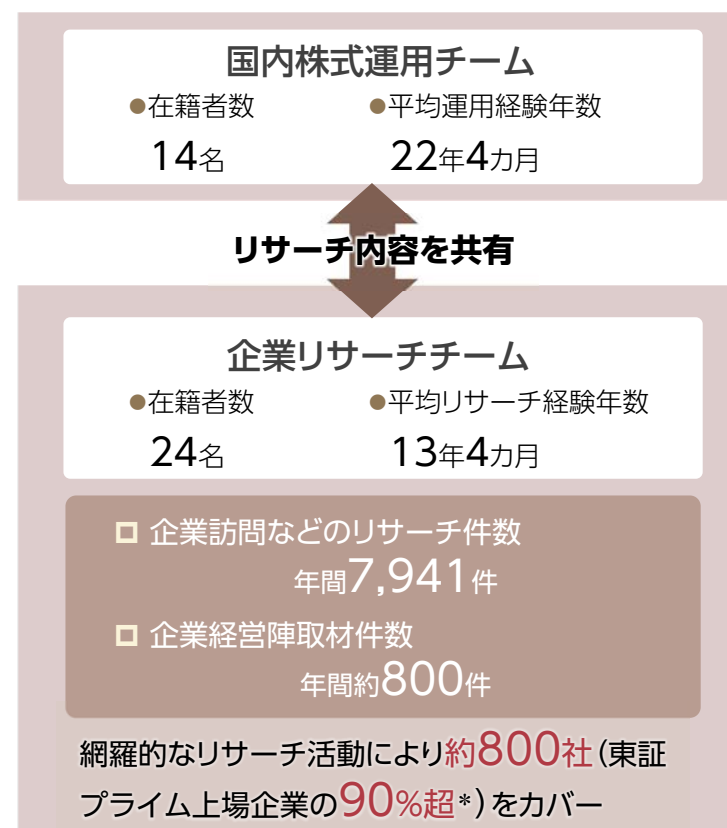 国内株式運用チーム
●在籍者数 ●平均運用経験年数
14名 22年4カ月
リサーチ内容を共有
企業リサーチチーム
●在籍者数 ●平均リサーチ経験年数
24名 13年4カ月
企業訪問などのリサーチ件数
年間7,941件
企業経営陣取材件数
年間約800件
網羅的なリサーチ活動により約800社(東証
プライム上場企業の90%超*)をカバー